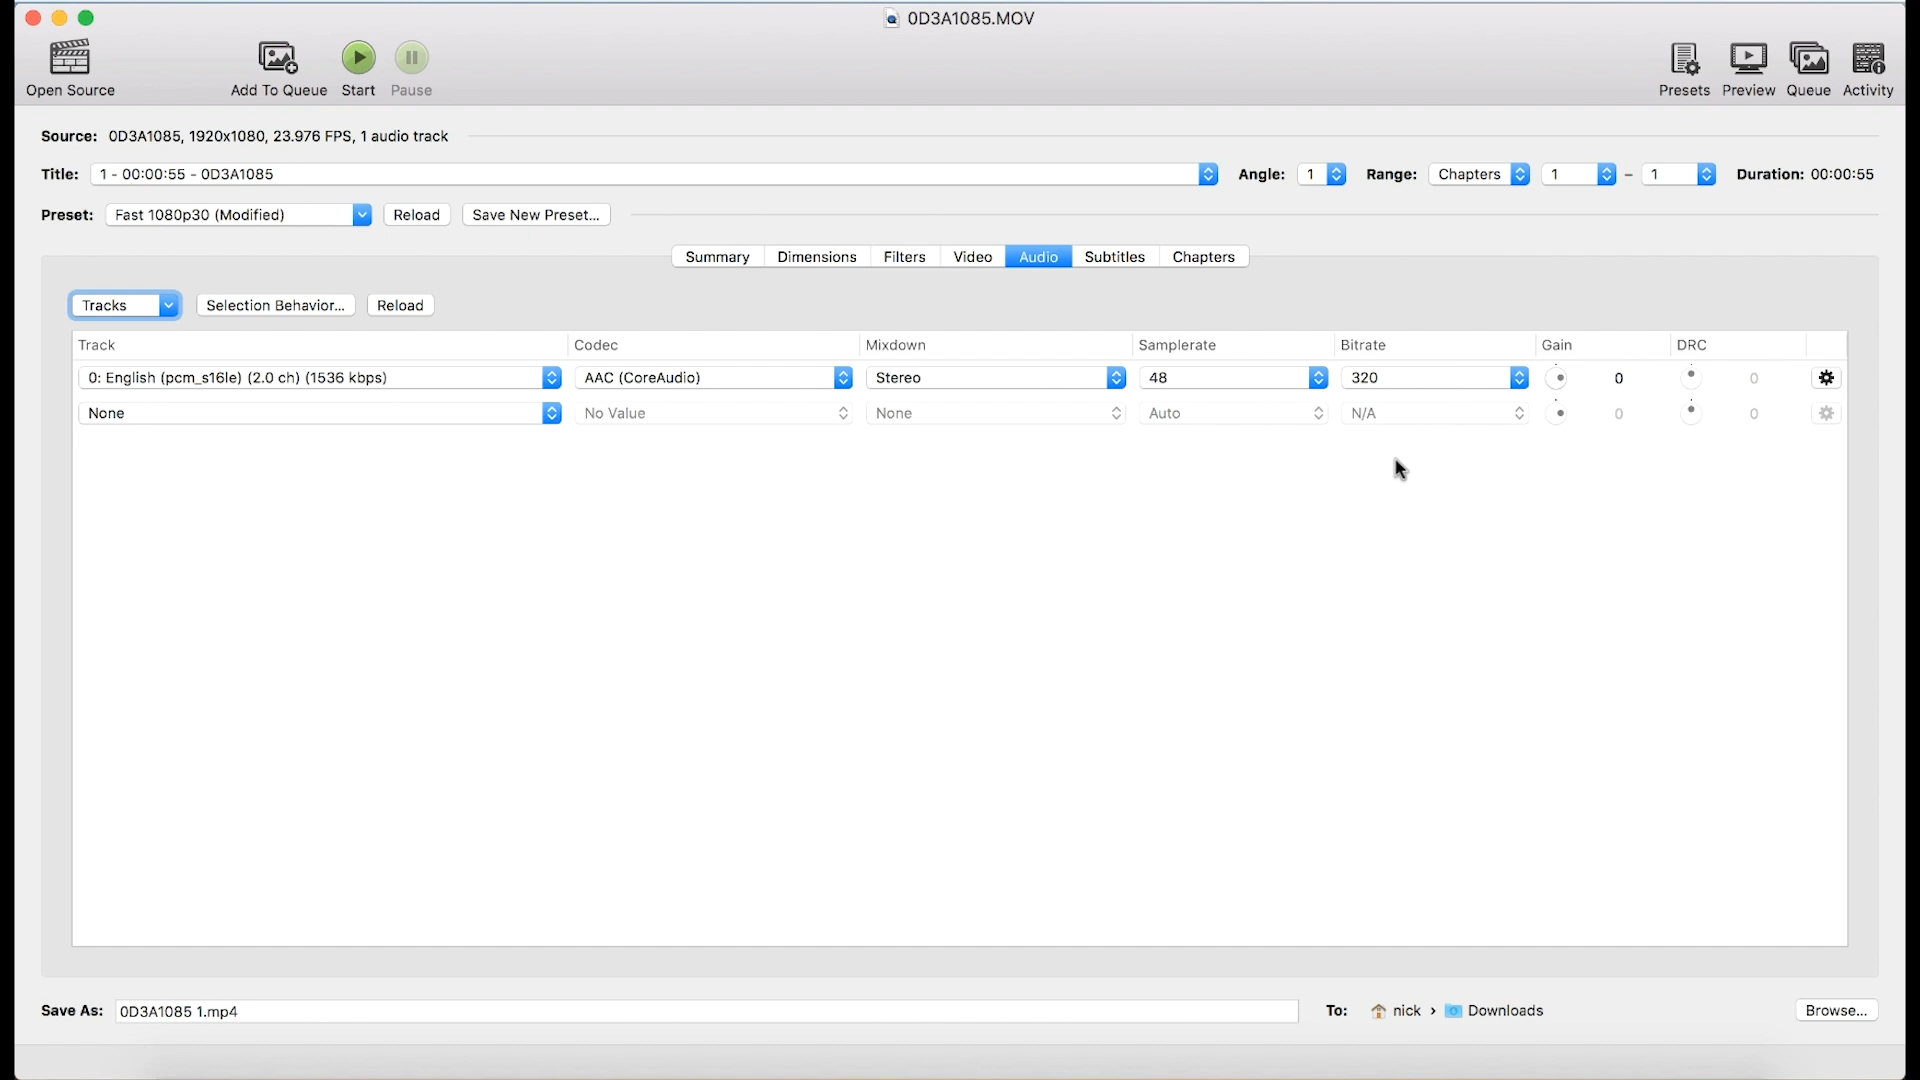 0D3A1085.MOV
Open Source
Add To Queue
Start
Pause
Presets
Preview
Queue
Activity
Source: 0D3A1085, 1920x1080, 23.976 FPS, 1 audio track
Title: 1 - 00:00:55 - 0D3A1085
Angle: 1
Range: Chapters 1 – 1
Duration: 00:00:55
Preset: Fast 1080p30 (Modified) Reload Save New Preset...
Summary Dimensions Filters Video Audio Subtitles Chapters
Tracks Selection Behavior... Reload
Track Codec Mixdown Samplerate Bitrate Gain DRC
0: English (pcm_s16le) (2.0 ch) (1536 kbps) AAC (CoreAudio) Stereo 48 320 0 0
None No Value None Auto N/A 0 0
Save As: 0D3A1085 1.mp4
To: nick › Downloads
Browse...